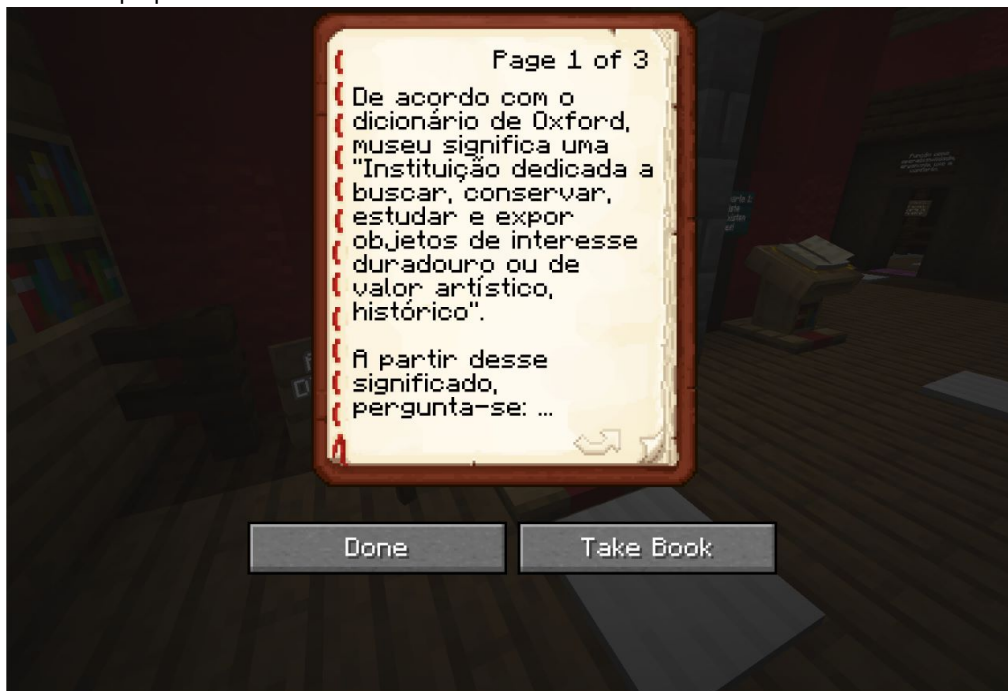 Page 1 of 3
De acordo com o
dicionário de Oxford,
museu significa uma
"Instituição dedicada a
buscar, conservar,
estudar e expor
objetos de interesse
duradouro ou de
valor artístico,
histórico".
A partir desse
significado,
pergunta-se: ...
Done
Take Book